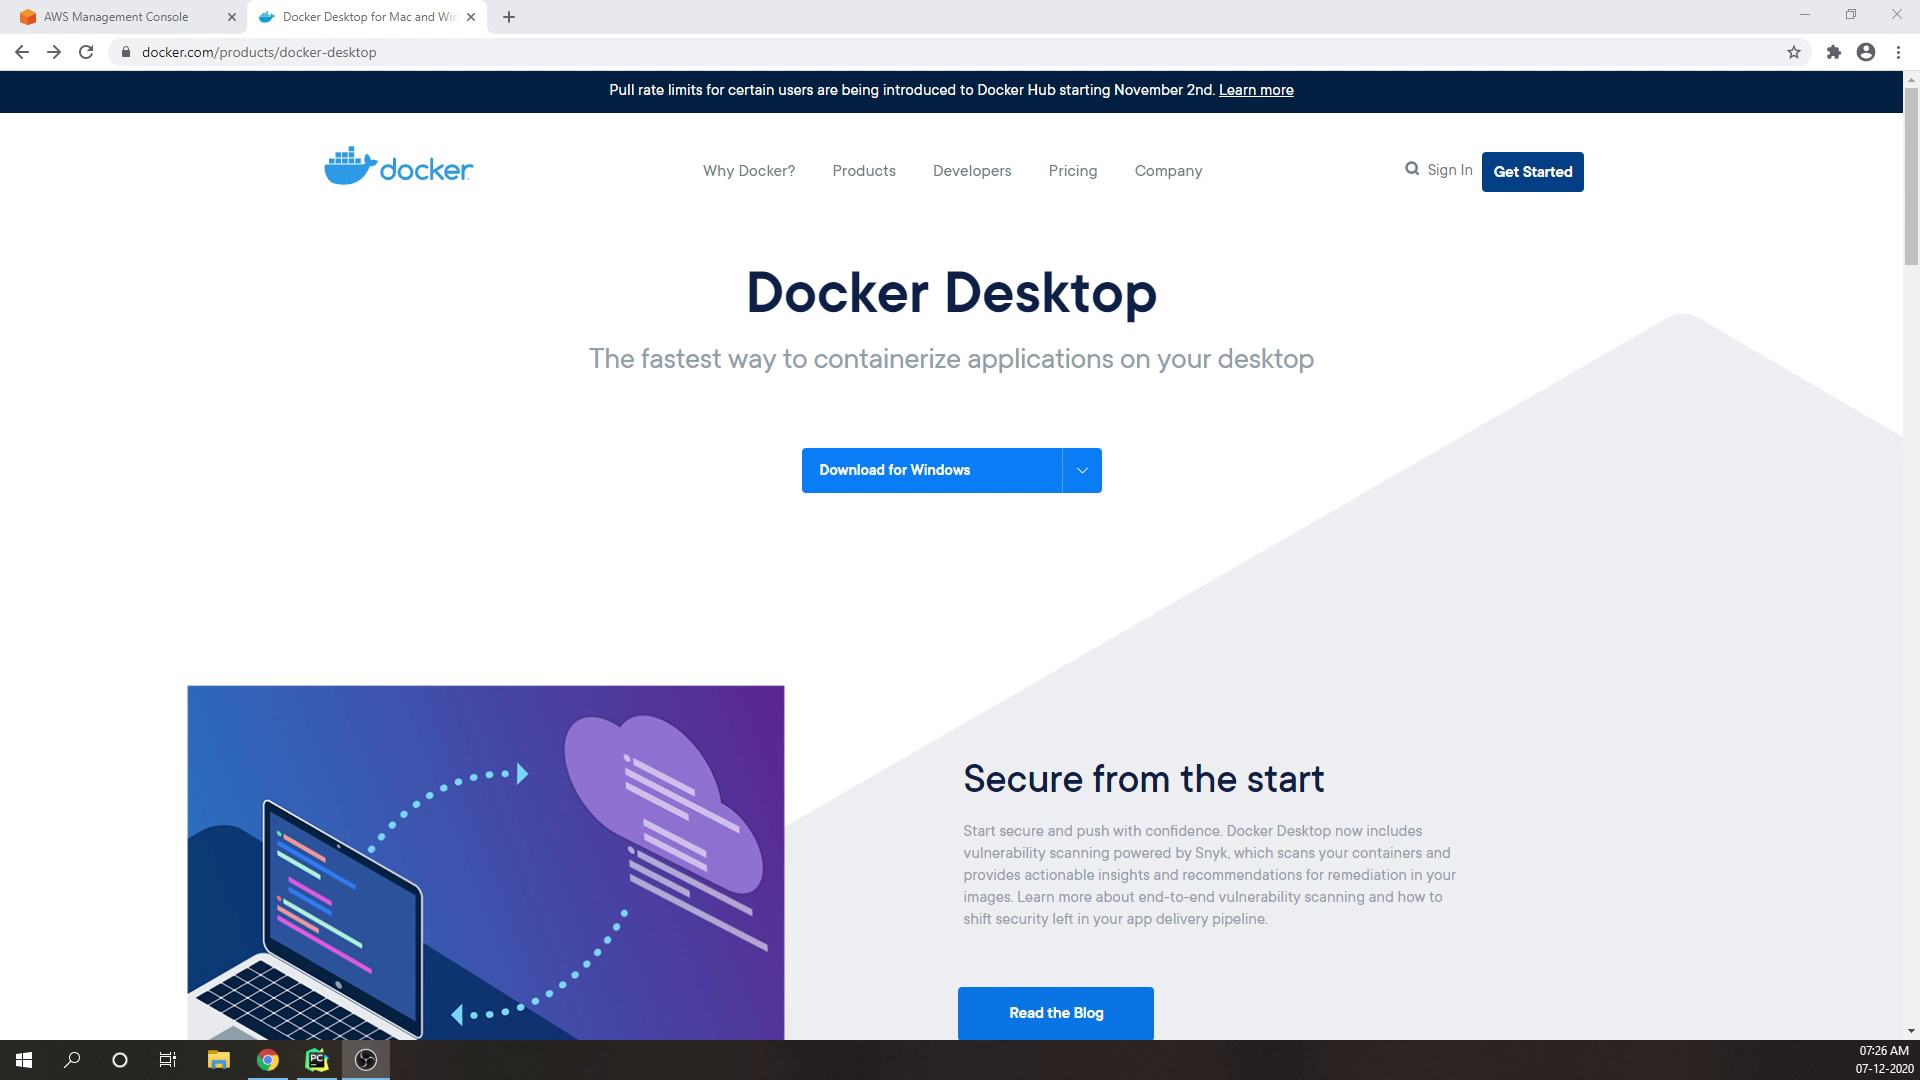 AWS Management Console
Docker Desktop for Mac and Win
docker.com/products/docker-desktop
Pull rate limits for certain users are being introduced to Docker Hub starting November 2nd. Learn more
docker
Why Docker?
Products
Developers
Pricing
Company
Sign In
Get Started
Docker Desktop
The fastest way to containerize applications on your desktop
Download for Windows
Secure from the start
Start secure and push with confidence. Docker Desktop now includes
vulnerability scanning powered by Snyk, which scans your containers and
provides actionable insights and recommendations for remediation in your
images. Learn more about end-to-end vulnerability scanning and how to
shift security left in your app delivery pipeline.
Read the Blog
PC
07:26 AM
07-12-2020